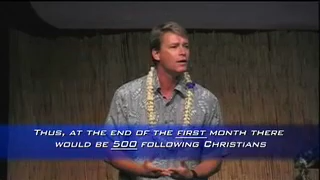 THUS, AT THE END OF THE FIRST MONTH THERE
WOULD BE 500 FOLLOWING CHRISTIANS